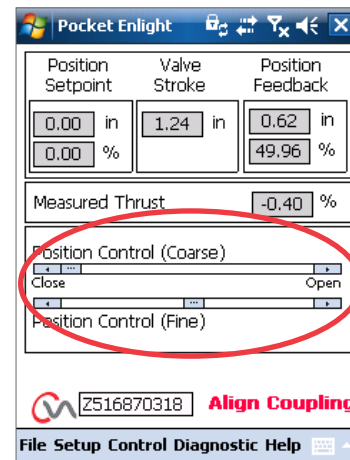 Pocket Enlight
Position Setpoint Valve Stroke Position Feedback
0.00 in 1.24 in 0.62 in
0.00 % 49.96 %
Measured Thrust -0.40 %
Position Control (Coarse)
Close Open
Position Control (Fine)
Z516870318 Align Coupling
File Setup Control Diagnostic Help